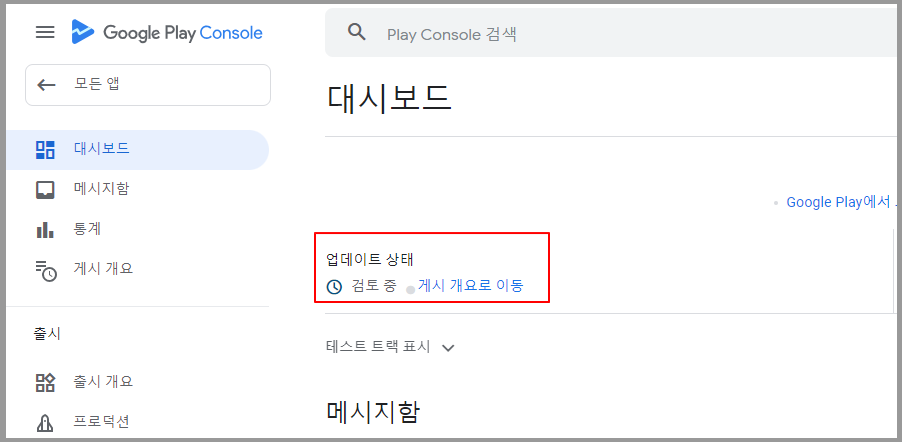 Google Play Console
Play Console 검색
모든 앱
대시보드
대시보드
메시지함
통계
게시 개요
Google Play에서
업데이트 상태
검토 중
게시 개요로 이동
출시
테스트 트랙 표시
출시 개요
메시지함
프로덕션